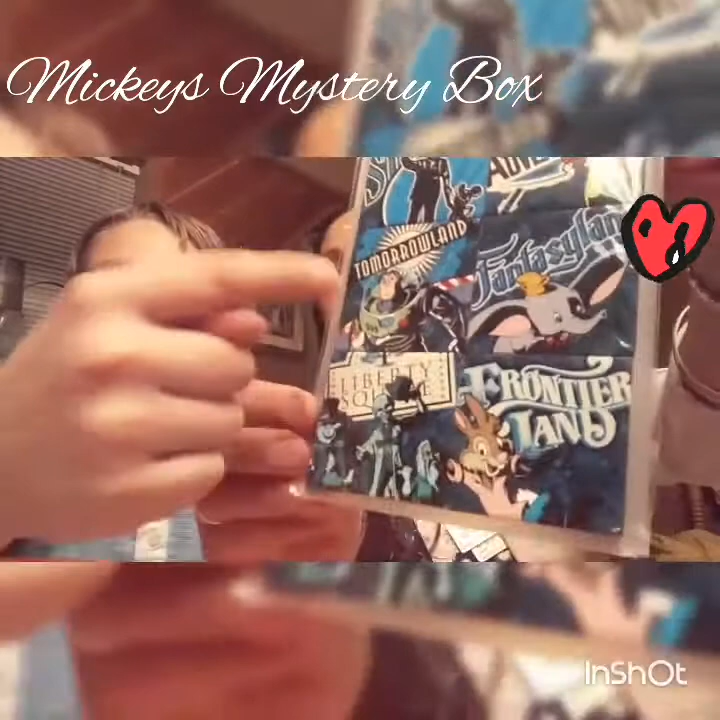 Mickeys Mystery Box
TOMORROWLAND
Fantasyland
LIBERTY
SQUARE
FRONTIER
LAND
InShOt